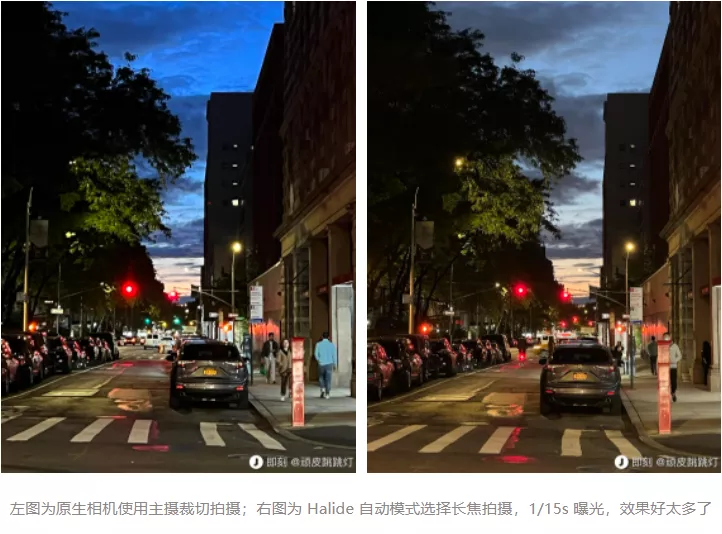 即刻 @顽皮跳跳灯
即刻 @顽皮跳跳灯
左图为原生相机使用主摄裁切拍摄；右图为 Halide 自动模式选择长焦拍摄，1/15s 曝光，效果好太多了